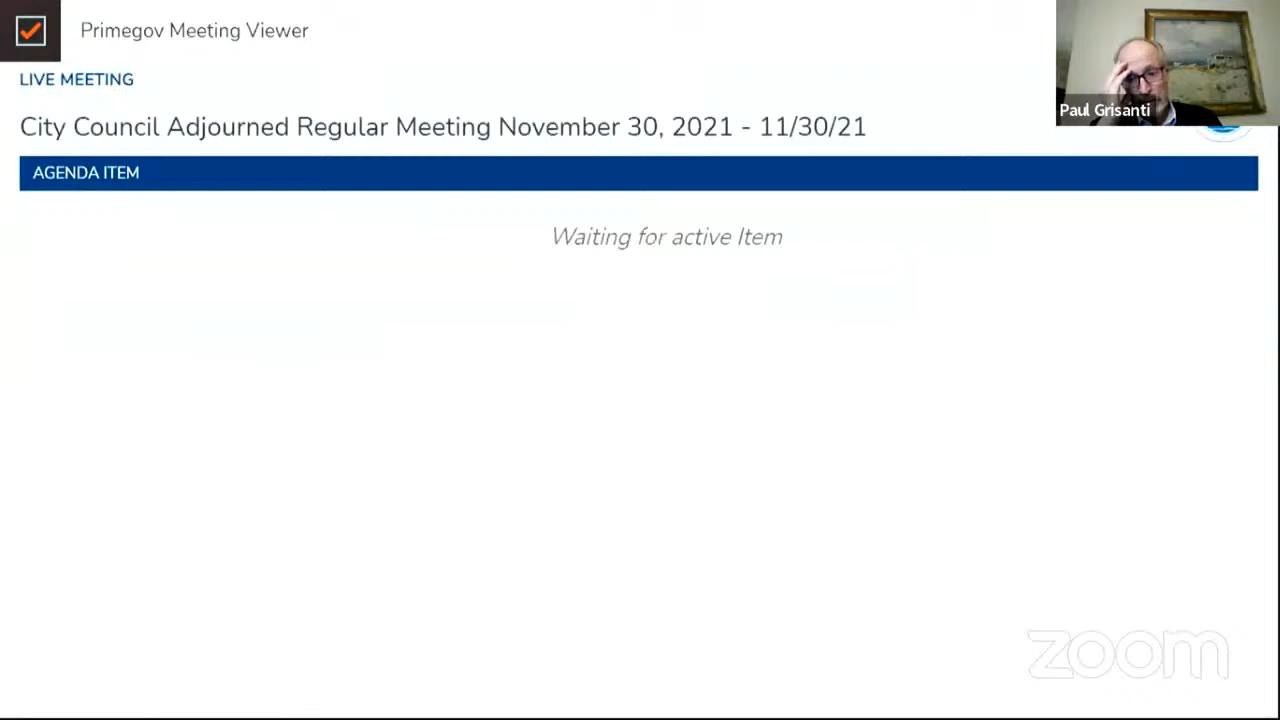 Primegov Meeting Viewer
LIVE MEETING
City Council Adjourned Regular Meeting November 30, 2021 - 11/30/21
Paul Grisanti
AGENDA ITEM
Waiting for active Item
zoom